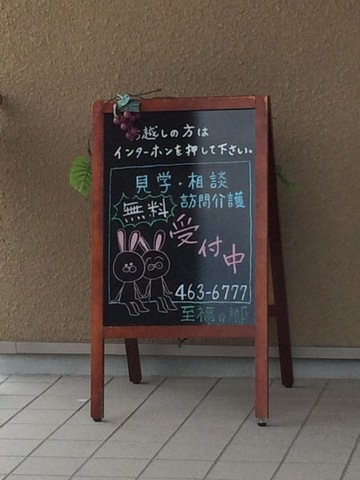 越しの方は
インターホンを押して下さい。
見学・相談
無料
訪問介護
受付中
463-6777
至福の郷